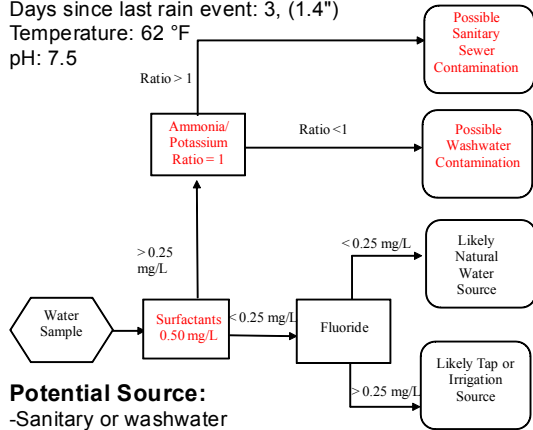 Days since last rain event: 3, (1.4")
Temperature: 62 °F
pH: 7.5
Possible
Sanitary
Sewer
Contamination
Ratio > 1
Ammonia/
Potassium
Ratio = 1
Ratio <1
Possible
Washwater
Contamination
> 0.25
mg/L
< 0.25 mg/L
Likely
Natural
Water
Source
Water
Sample
Surfactants
0.50 mg/L
< 0.25 mg/L
Fluoride
> 0.25 mg/L
Likely Tap or
Irrigation
Source
Potential Source:
-Sanitary or washwater